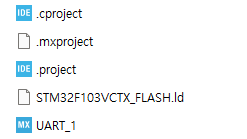 IDE .cproject
.mxproject
IDE .project
STM32F103VCTX_FLASH.ld
MX UART_1